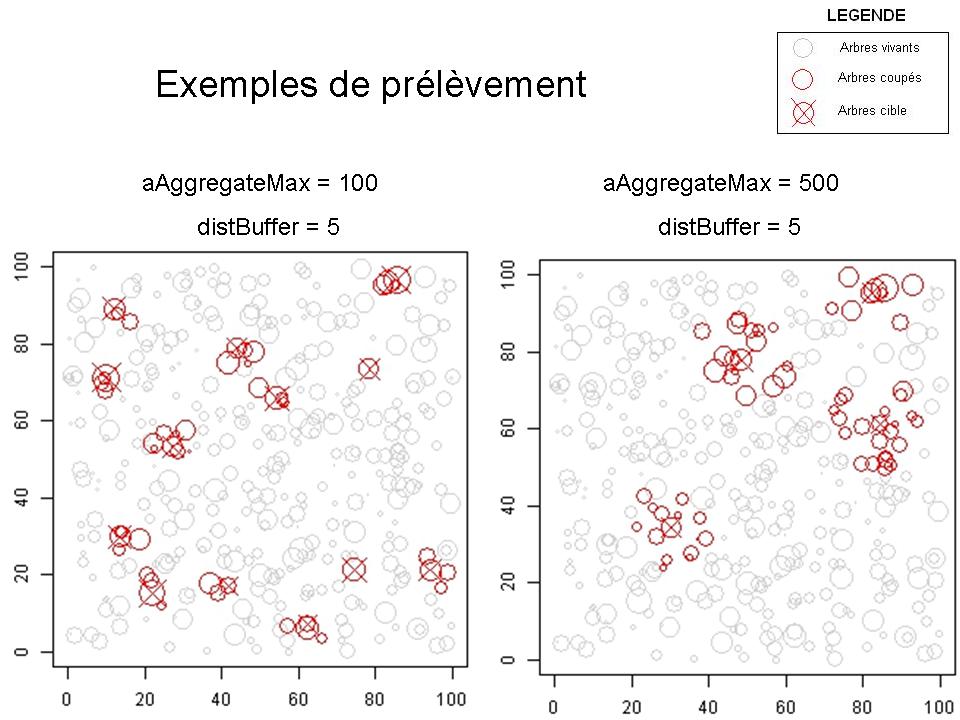 LEGENDE
Arbres vivants
Arbres coupés
Arbres cible
Exemples de prélèvement
aAggregateMax = 100
distBuffer = 5
100
80
60
40
20
0
0 20 40 60 80 100
aAggregateMax = 500
distBuffer = 5
100
80
60
40
20
0
0 20 40 60 80 100